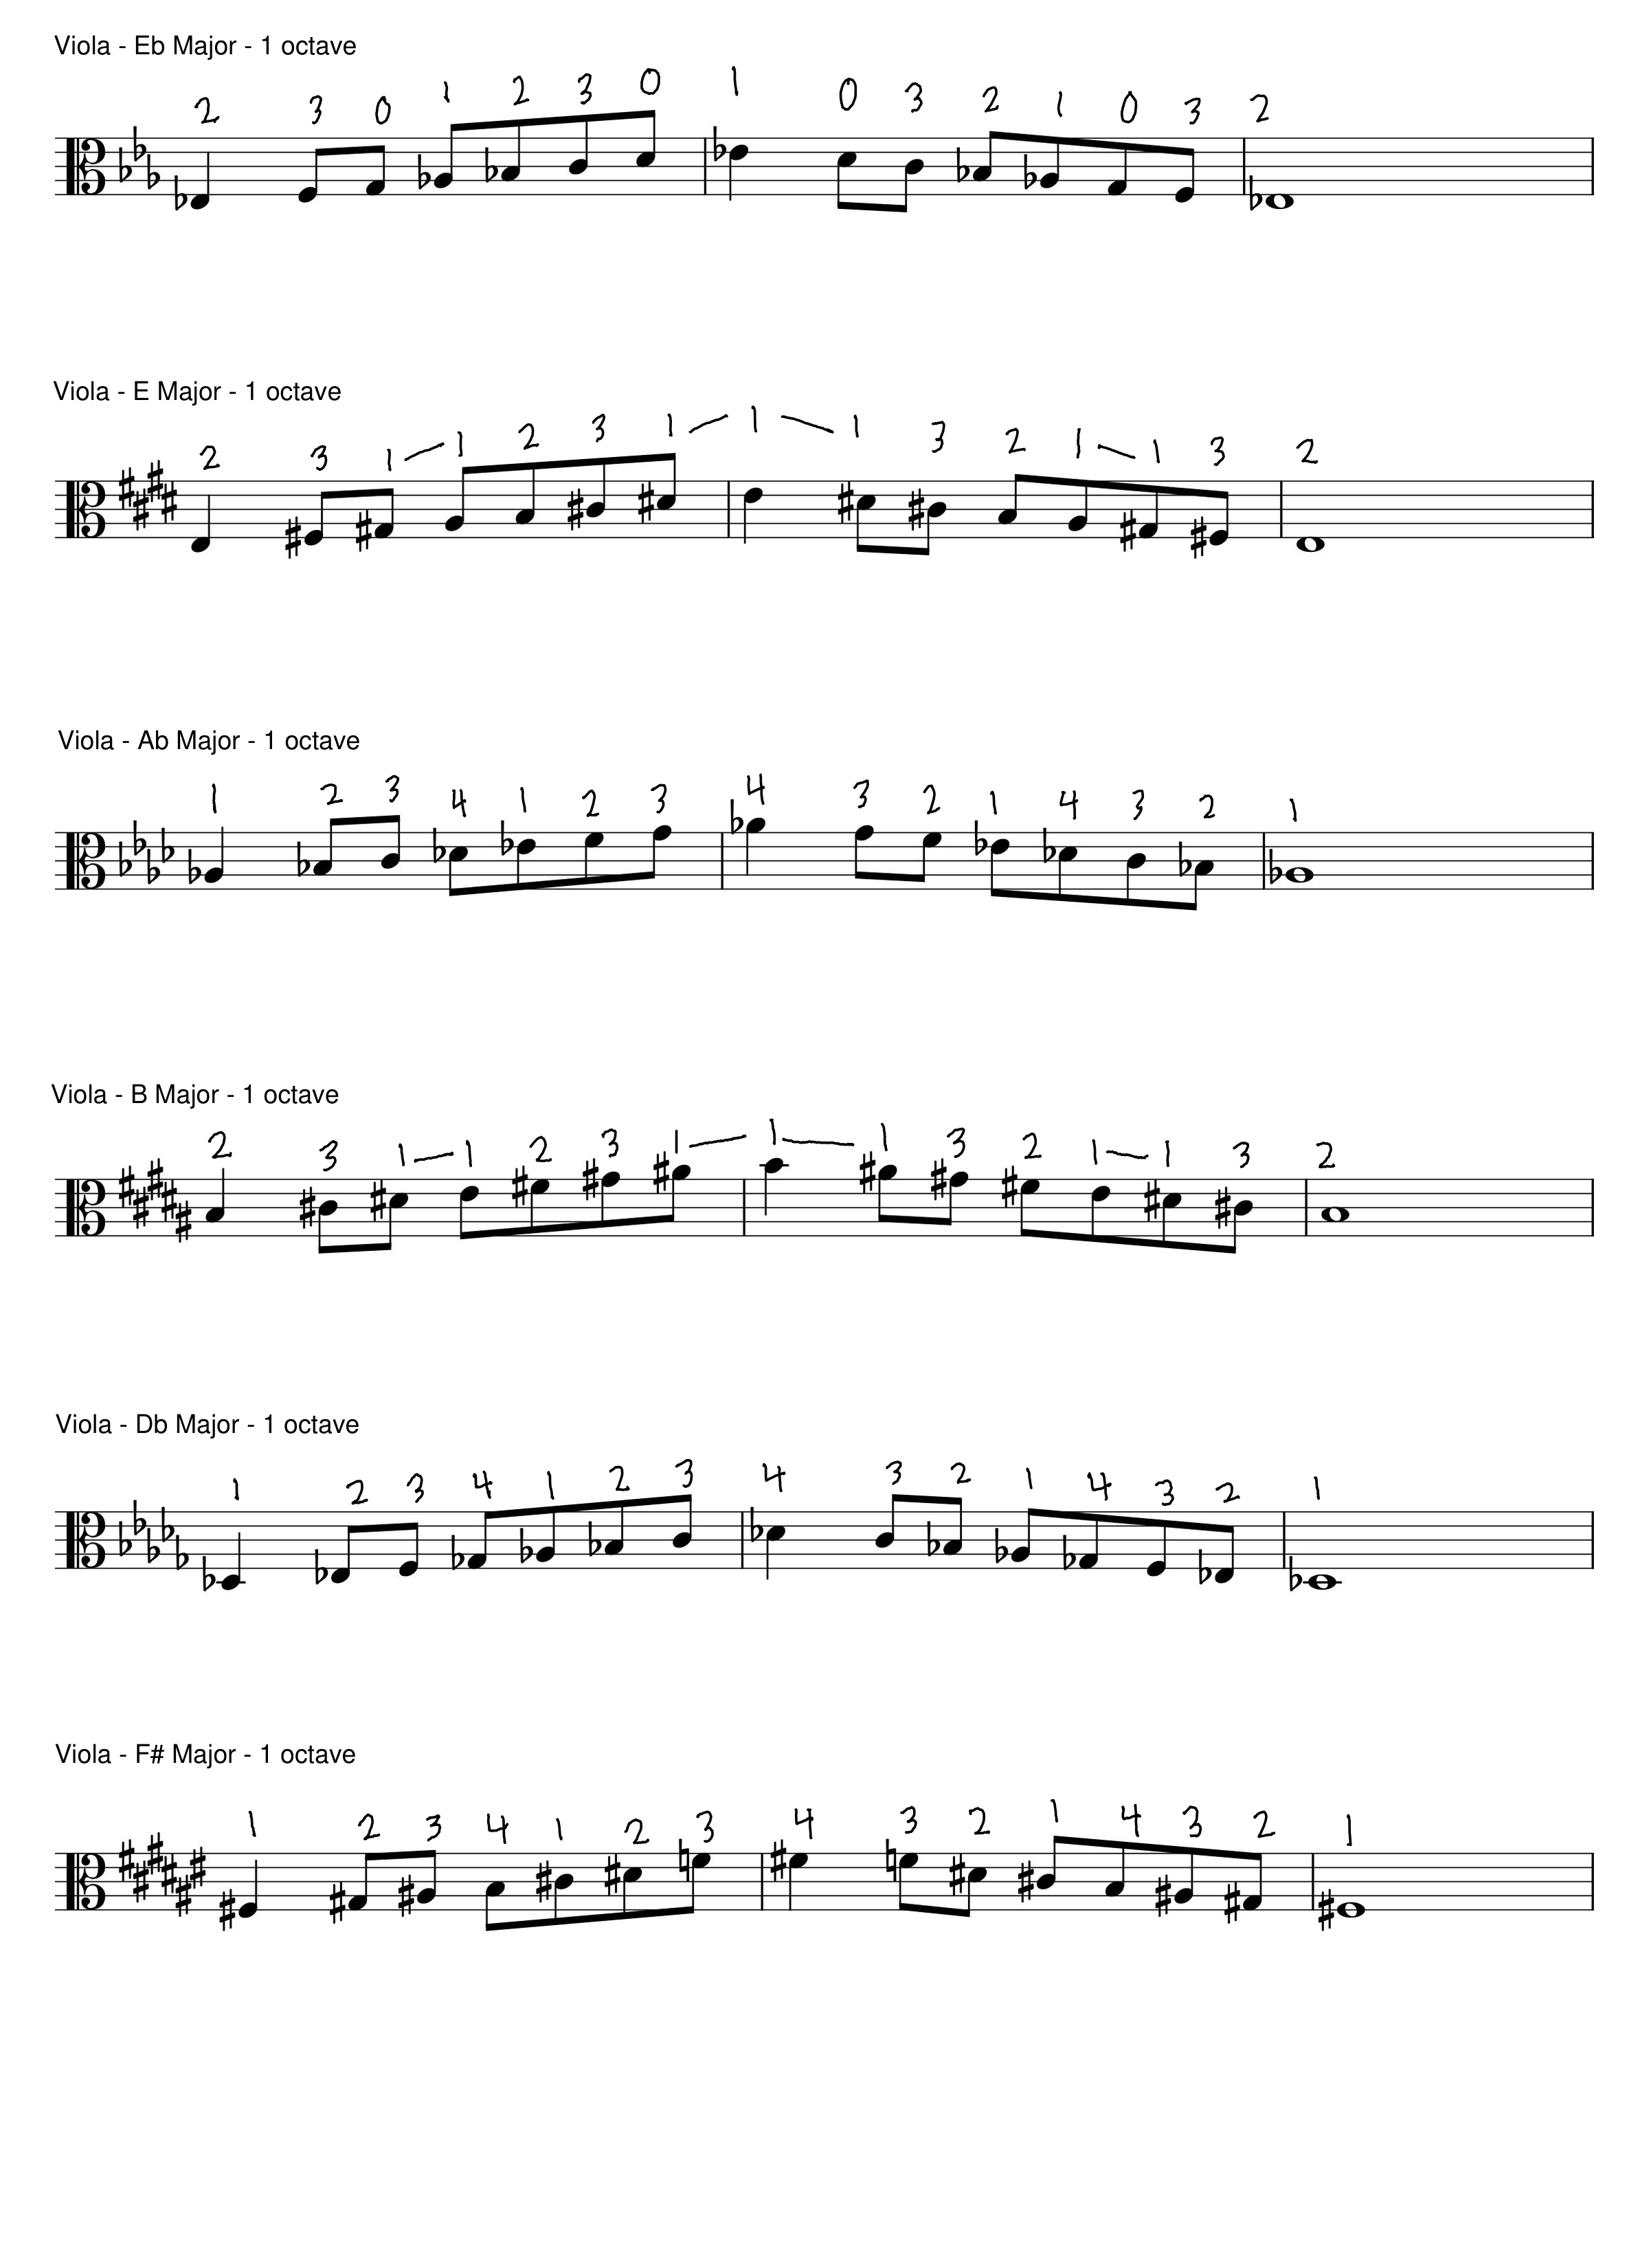 Viola - Eb Major - 1 octave
2 3 0 1 2 3 0 1 0 3 2 1 0 3 2
Viola - E Major - 1 octave
2 3 1 1 2 3 1 1 1 3 2 1 1 3 2
Viola - Ab Major - 1 octave
1 2 3 4 1 2 3 4 3 2 1 4 3 2 1
Viola - B Major - 1 octave
2 3 1 1 2 3 1 1 1 3 2 1 1 3 2
Viola - Db Major - 1 octave
1 2 3 4 1 2 3 4 3 2 1 4 3 2 1
Viola - F# Major - 1 octave
1 2 3 4 1 2 3 4 3 2 1 4 3 2 1